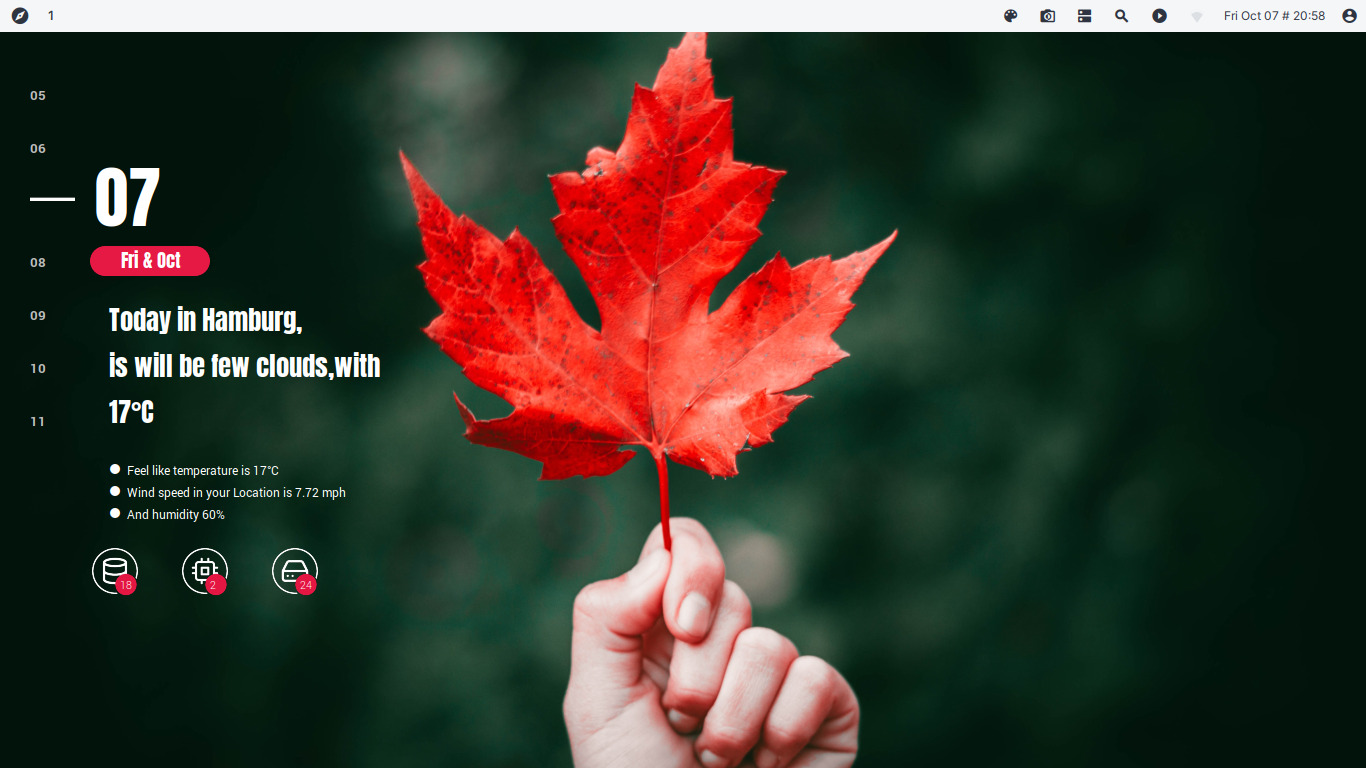 1
Fri Oct 07 # 20:58
05
06
07
Fri & Oct
08
Today in Hamburg,
09
is will be few clouds,with
10
17°C
11
Feel like temperature is 17°C
Wind speed in your Location is 7.72 mph
And humidity 60%
18
2
24